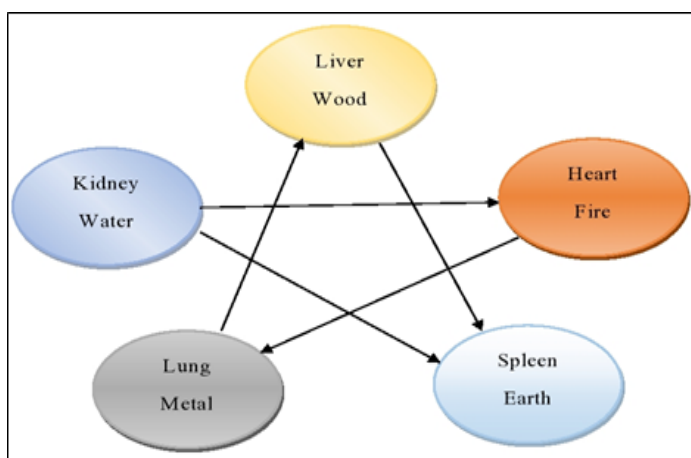 Liver
Wood
Kidney
Water
Heart
Fire
Lung
Metal
Spleen
Earth